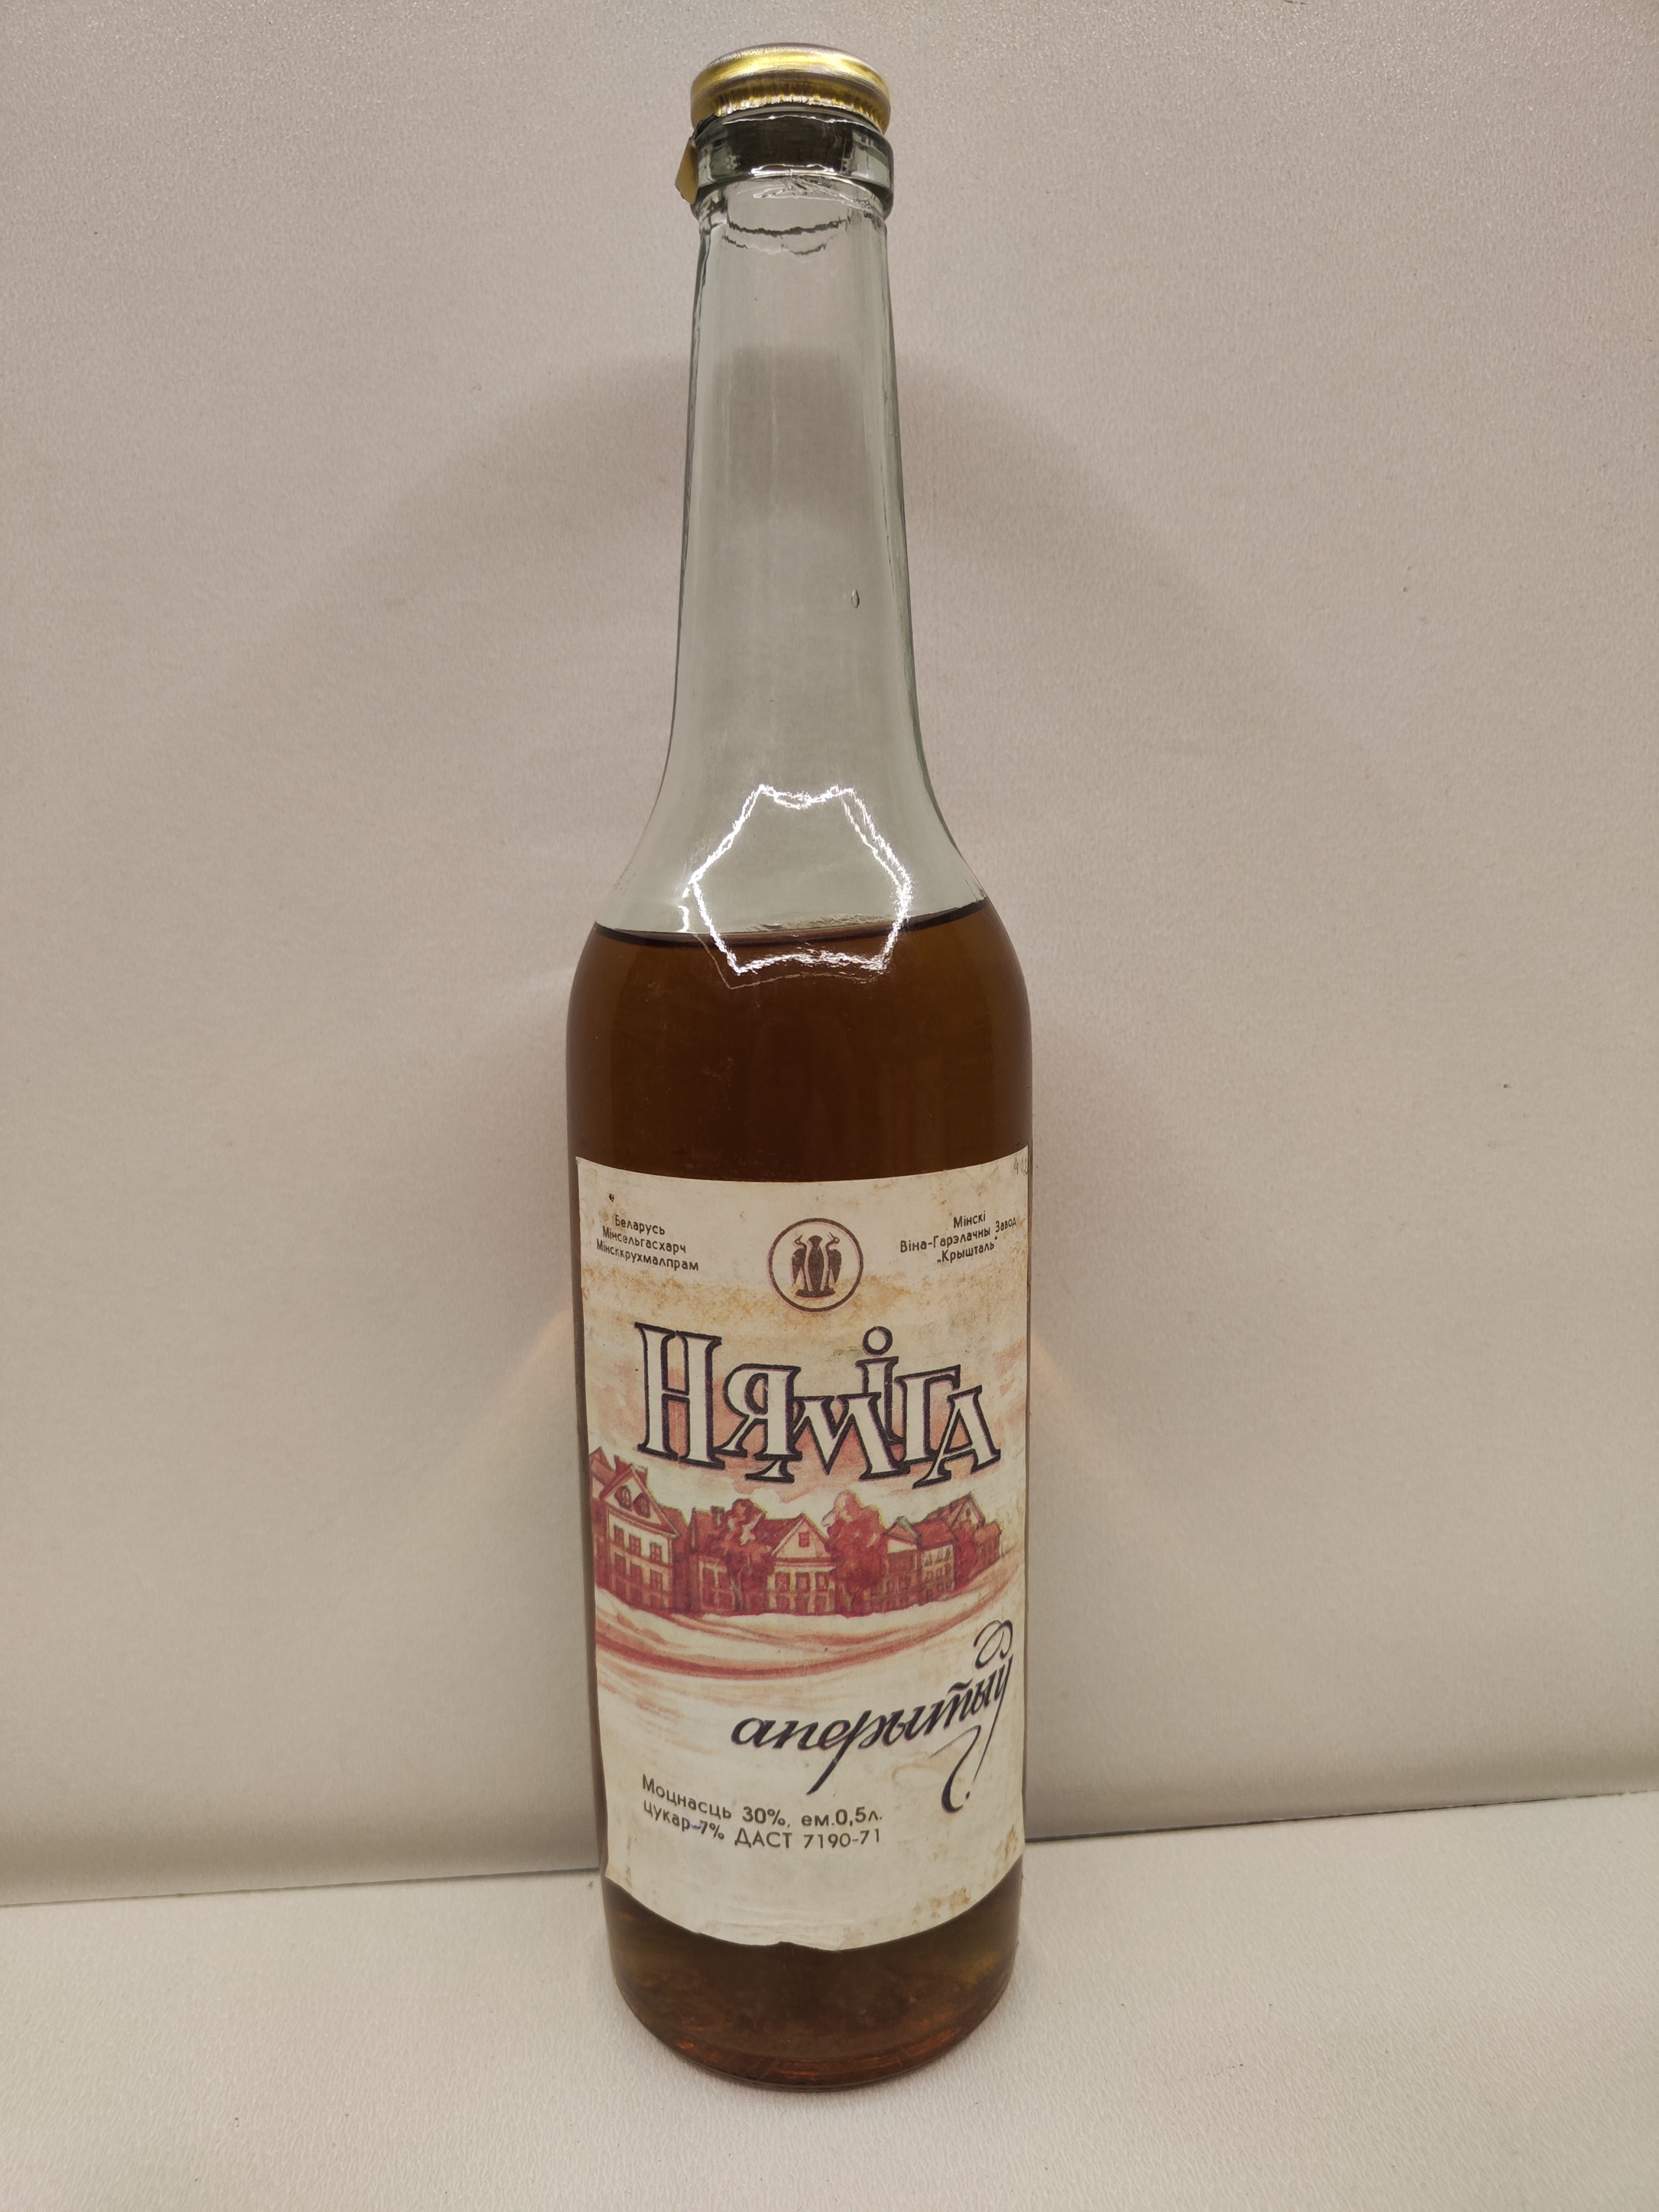 Беларусь
Мінсельгасхарч
Мінсккрухмалпрам
Мінскі
Віна-Гарэлачны Завод
„Крышталь"
Няміга
аперытыў
Моцнасць 30%, ем.0,5л.
цукар-7% ДАСТ 7190-71